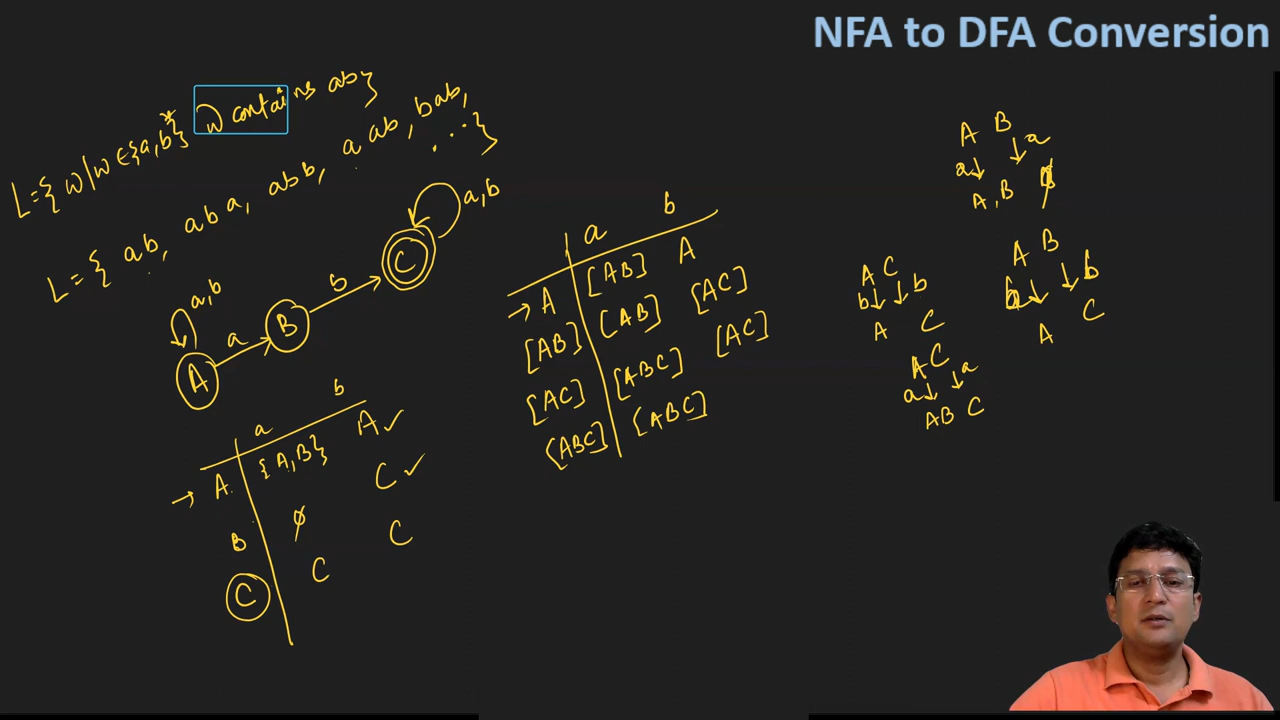 NFA to DFA Conversion
L={ w/w ∈{a,b}* w contains ab}
L={ ab, aba, abb, aab, bab, ...}
a,b
A
a
B
b
C
a,b
a b
→ A {A,B} A ✓
B ∅ C ✓
C C C
a b
→ A [AB] A
[AB] [AB] [AC]
[AC] [ABC] [AC]
[ABC] [ABC]
A B
a↓ ↓a
A,B ∅
A C
b↓ ↓b
A C
A B
↓ ↓b
A C
A C
a↓ ↓a
AB C